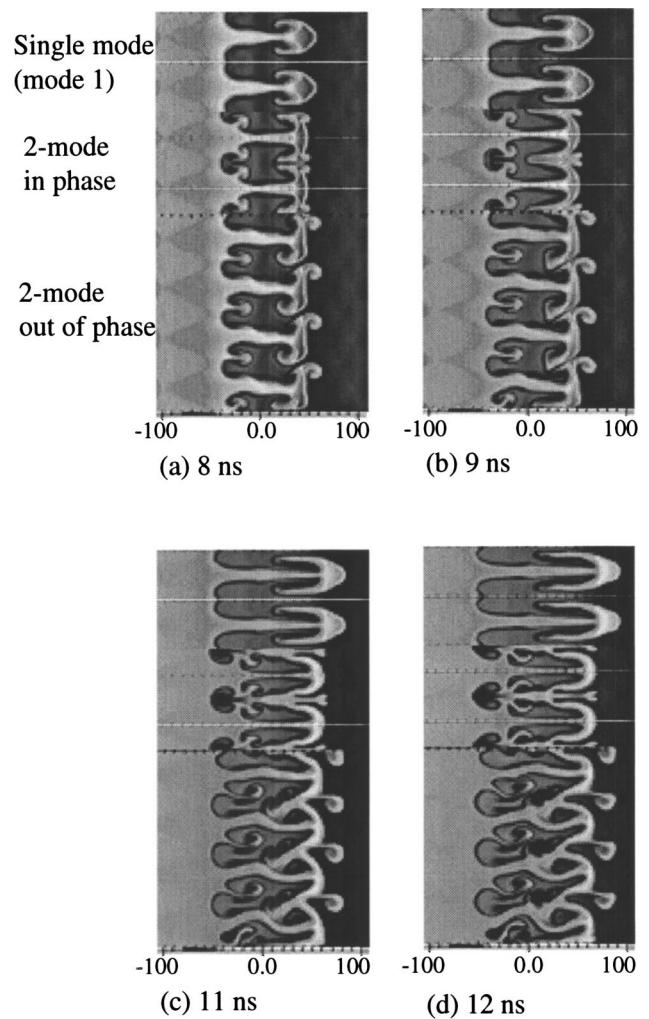 Single mode
(mode 1)
2-mode
in phase
2-mode
out of phase
-100 0.0 100
(a) 8 ns
-100 0.0 100
(b) 9 ns
-100 0.0 100
(c) 11 ns
-100 0.0 100
(d) 12 ns